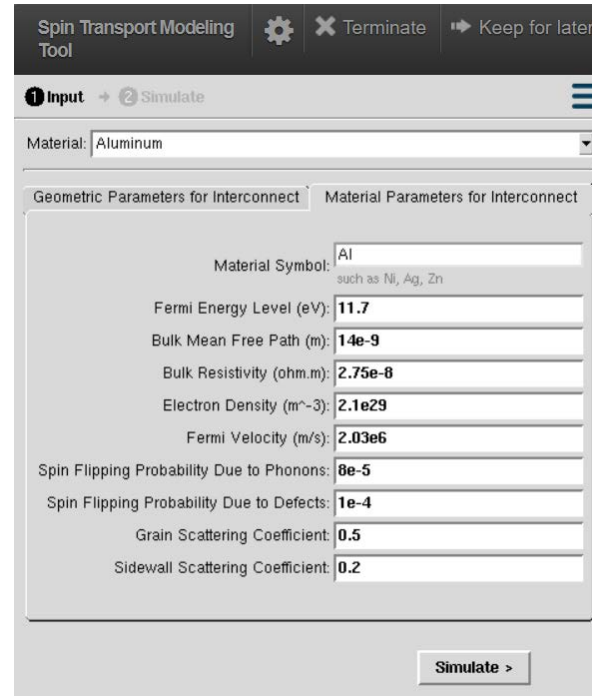 Spin Transport Modeling
Tool
Terminate
Keep for later
1 Input → 2 Simulate
Material: Aluminum
Geometric Parameters for Interconnect
Material Parameters for Interconnect
Material Symbol: Al
such as Ni, Ag, Zn
Fermi Energy Level (eV): 11.7
Bulk Mean Free Path (m): 14e-9
Bulk Resistivity (ohm.m): 2.75e-8
Electron Density (m^-3): 2.1e29
Fermi Velocity (m/s): 2.03e6
Spin Flipping Probability Due to Phonons: 8e-5
Spin Flipping Probability Due to Defects: 1e-4
Grain Scattering Coefficient: 0.5
Sidewall Scattering Coefficient: 0.2
Simulate >